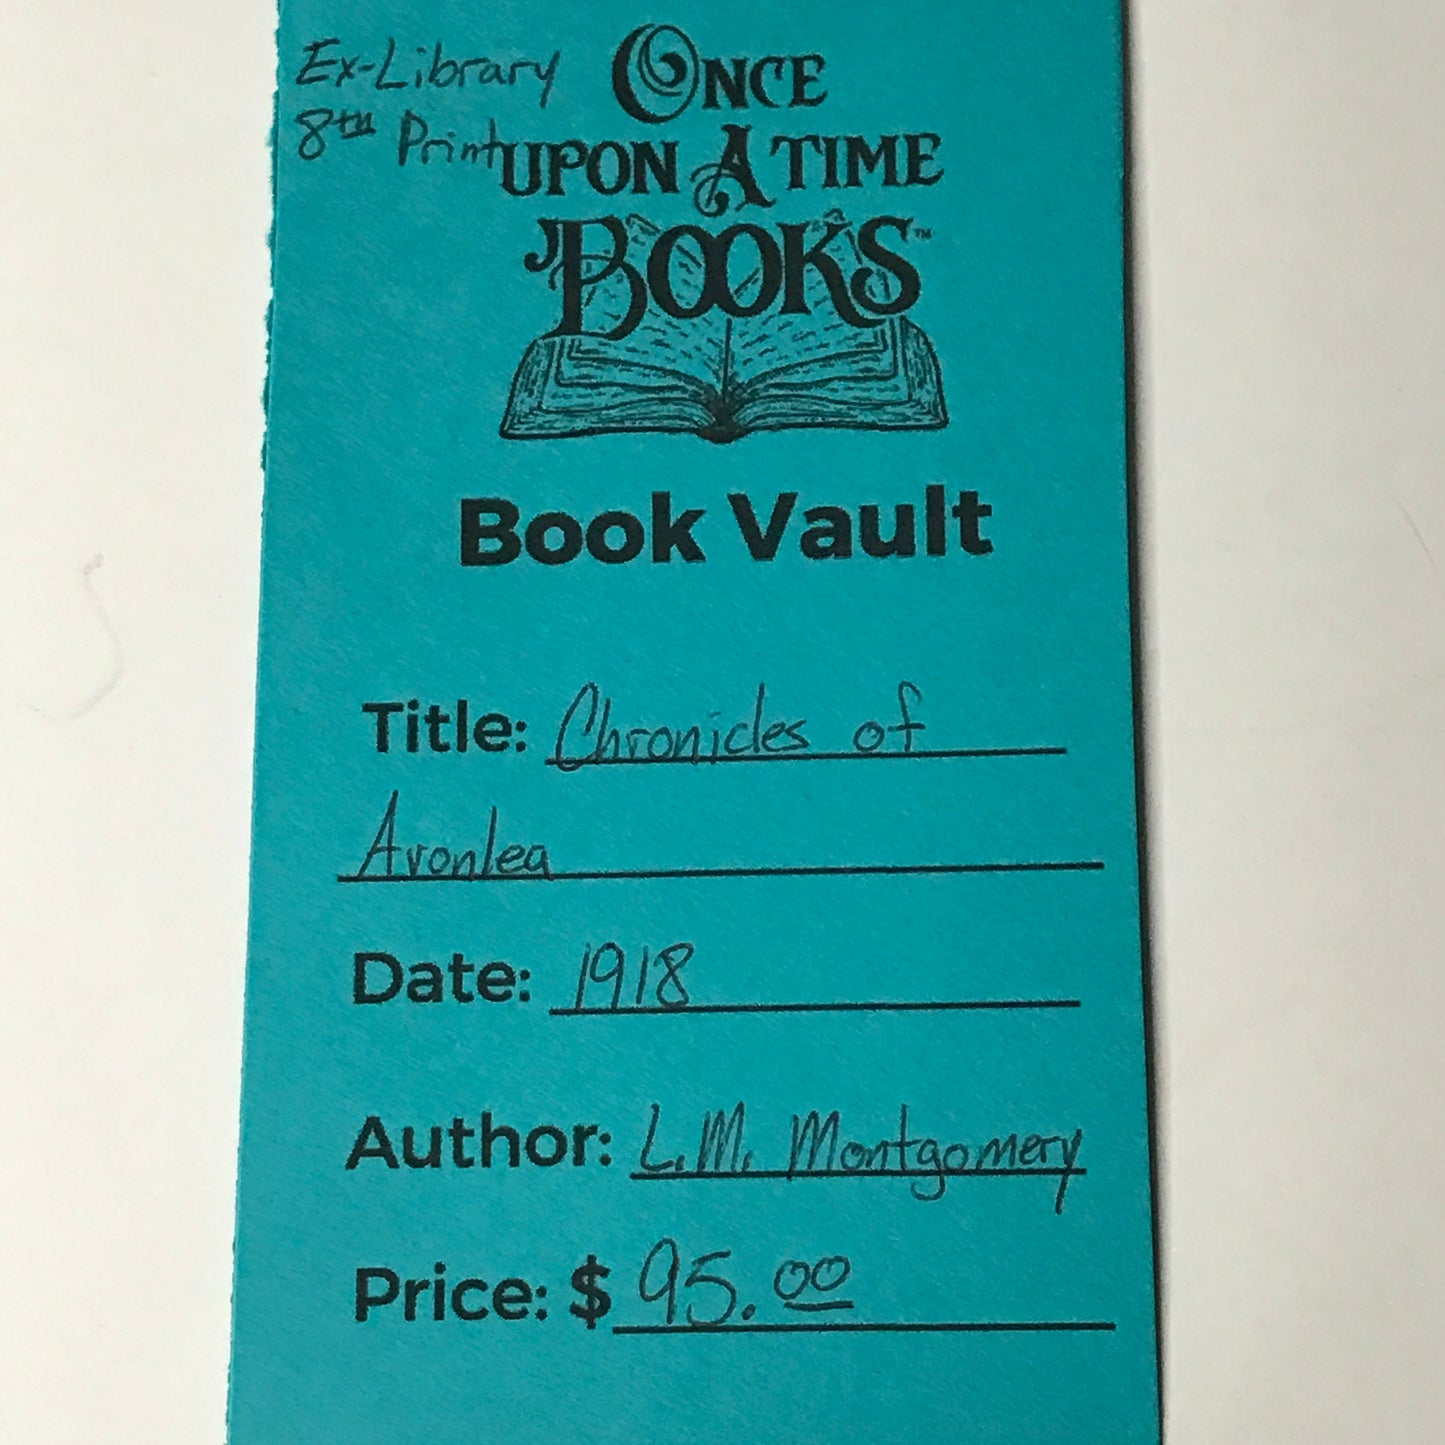 Ex-Library
8th Print
ONCE
UPON A TIME
BOOKS™
Book Vault
Title: Chronicles of
Avonlea
Date: 1918
Author: L.M. Montgomery
Price: $ 95.00